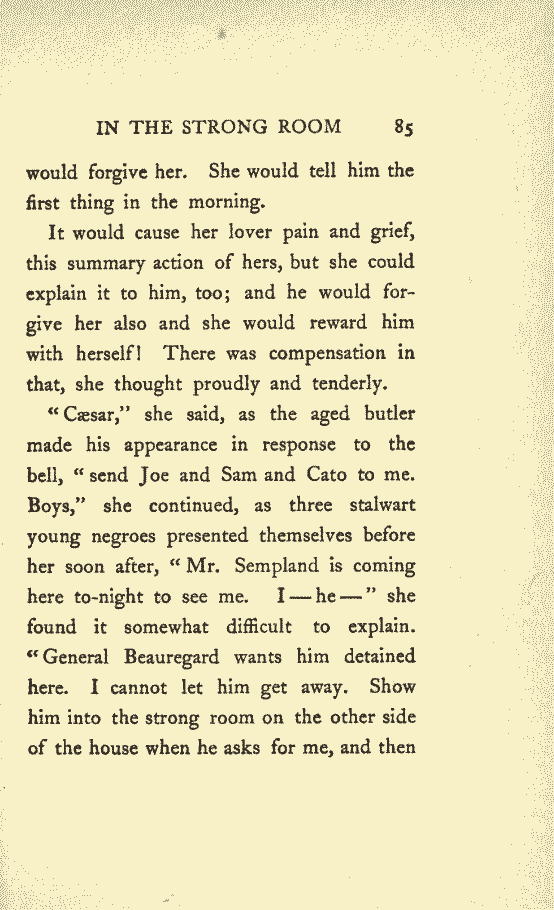 IN THE STRONG ROOM 85
would forgive her. She would tell him the
first thing in the morning.
It would cause her lover pain and grief,
this summary action of hers, but she could
explain it to him, too; and he would for-
give her also and she would reward him
with herself! There was compensation in
that, she thought proudly and tenderly.
“Cæsar,” she said, as the aged butler
made his appearance in response to the
bell, “send Joe and Sam and Cato to me.
Boys,” she continued, as three stalwart
young negroes presented themselves before
her soon after, “Mr. Sempland is coming
here to-night to see me. I—he—” she
found it somewhat difficult to explain.
“General Beauregard wants him detained
here. I cannot let him get away. Show
him into the strong room on the other side
of the house when he asks for me, and then